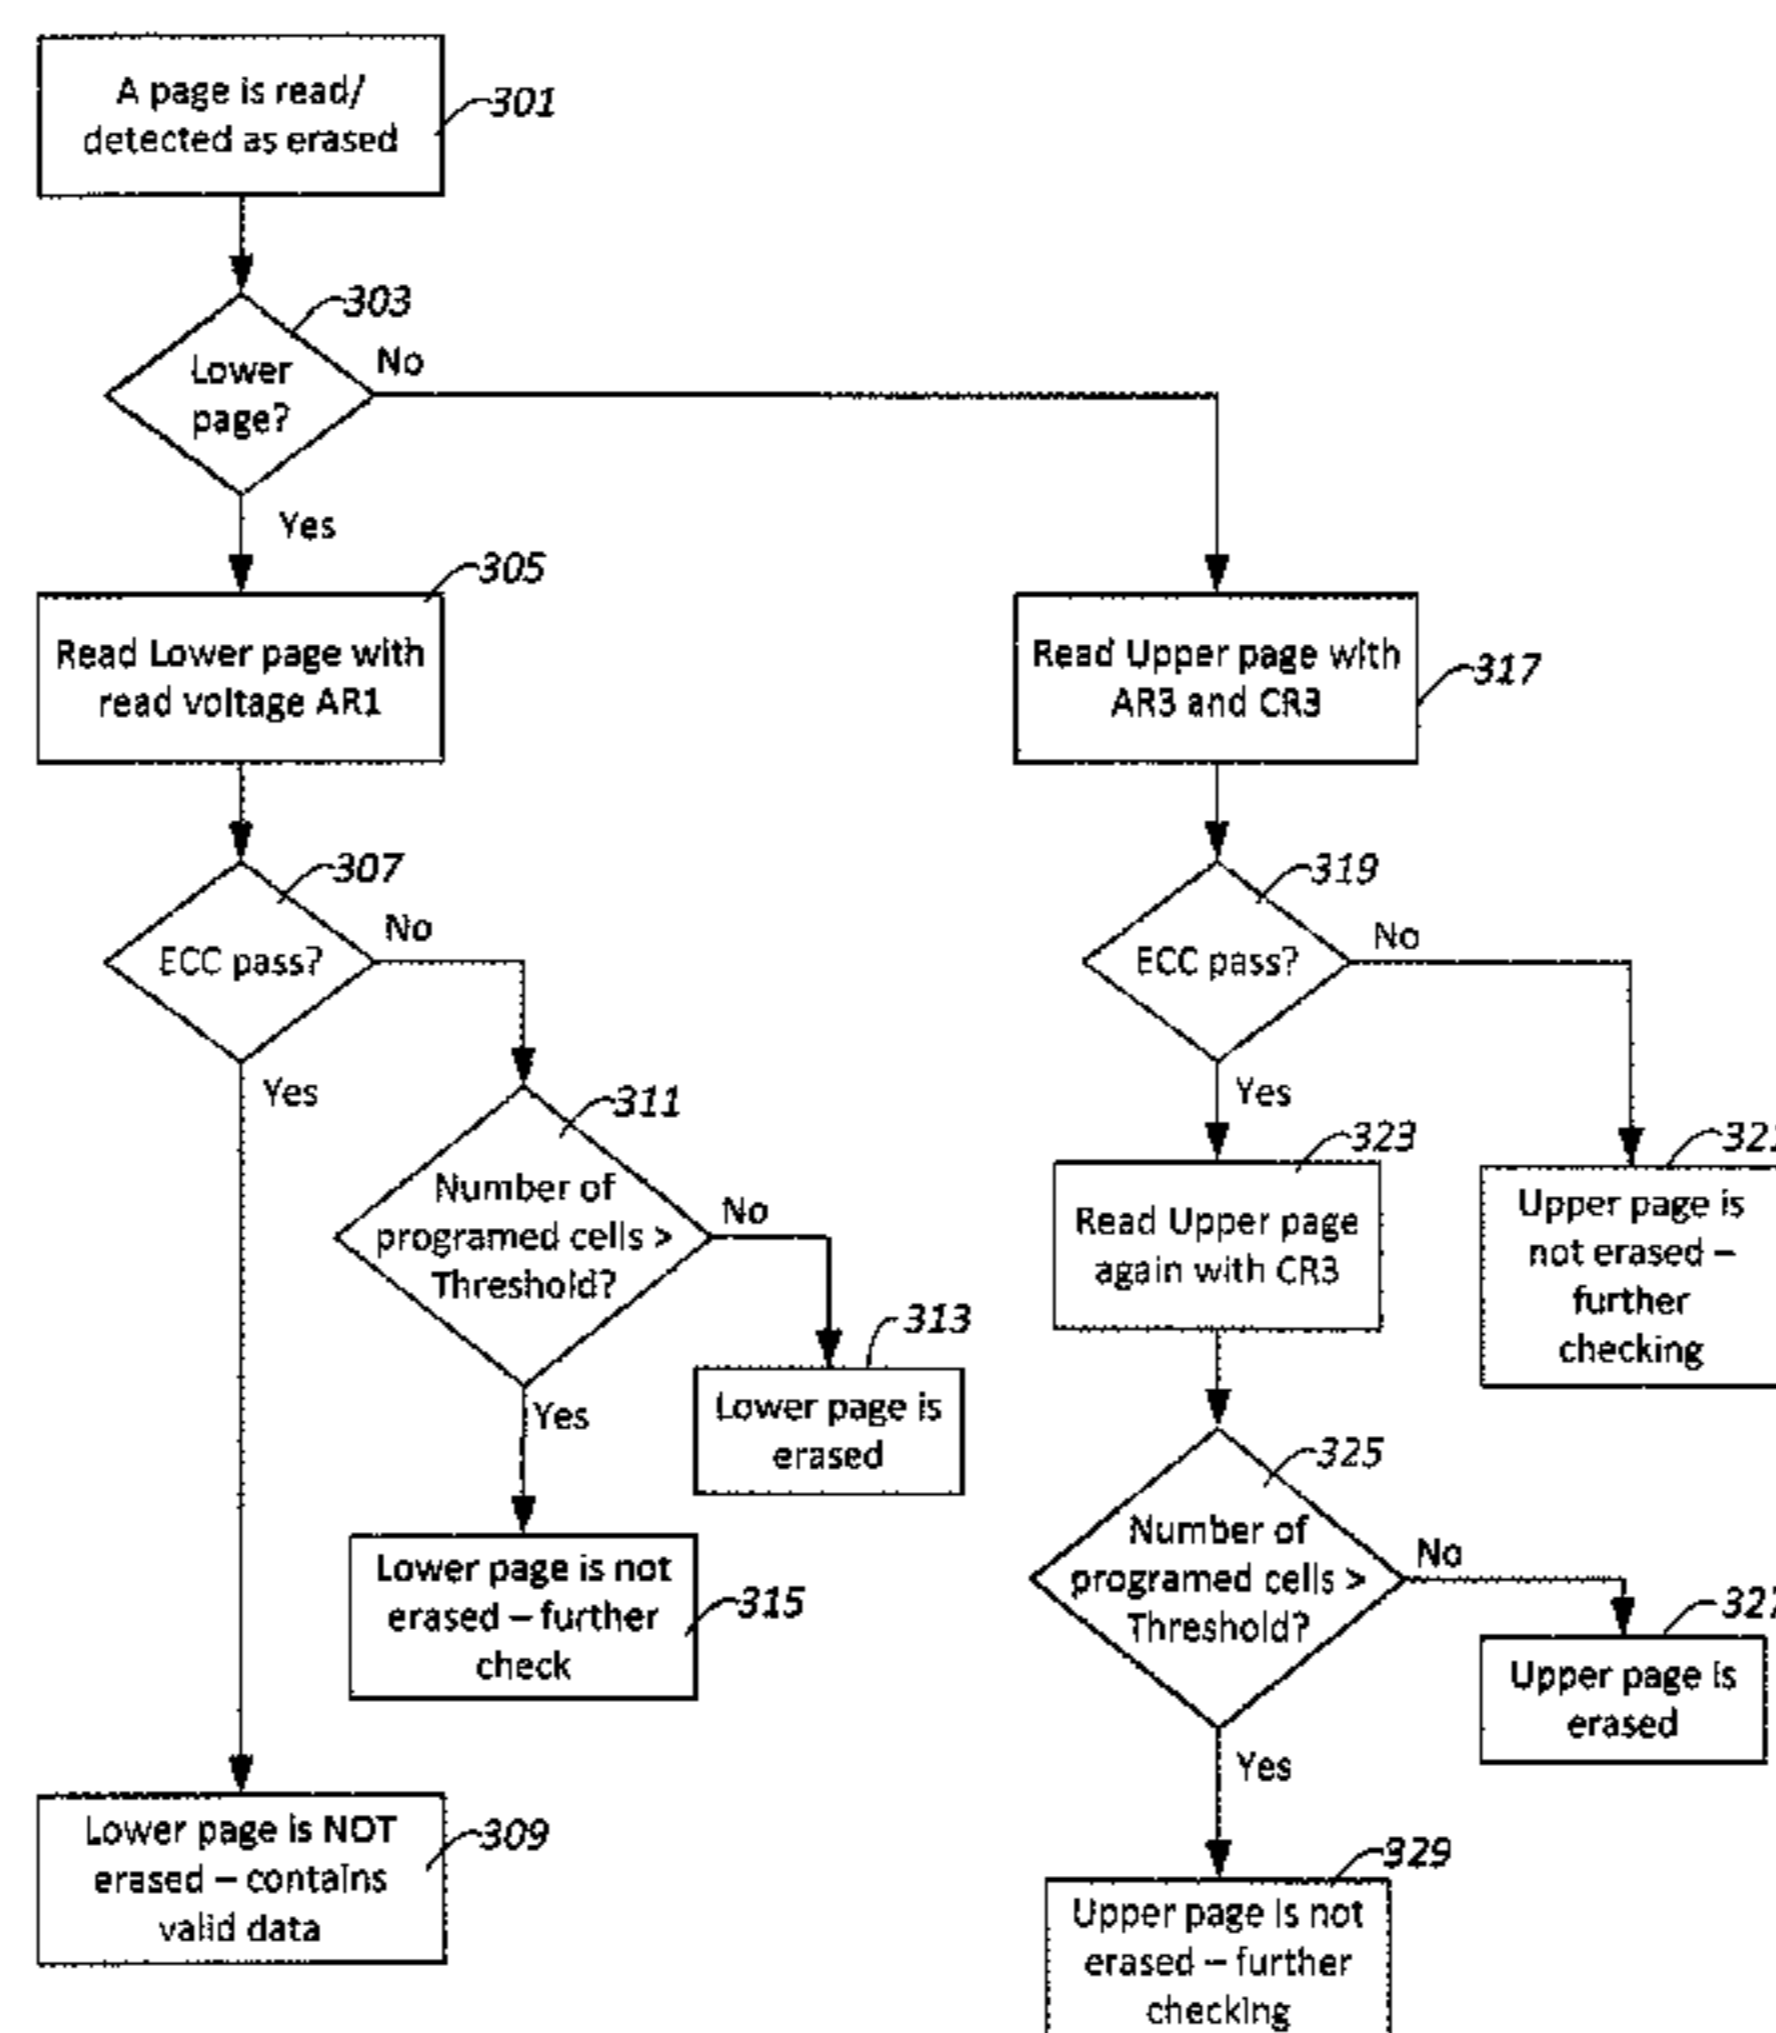 A page is read/
detected as erased
301
303
Lower
page?
No
Yes
305
Read Lower page with
read voltage AR1
307
ECC pass?
No
Yes
311
Number of
programed cells >
Threshold?
No
Yes
313
Lower page is
erased
Lower page is not
erased – further
check
315
Lower page is NOT
erased – contains
valid data
309
Read Upper page with
AR3 and CR3
317
319
ECC pass?
No
Yes
Upper page is
not erased –
further
checking
323
Read Upper page
again with CR3
325
Number of
programed cells >
Threshold?
No
Yes
Upper page is
erased
329
Upper page is not
erased – further
checking